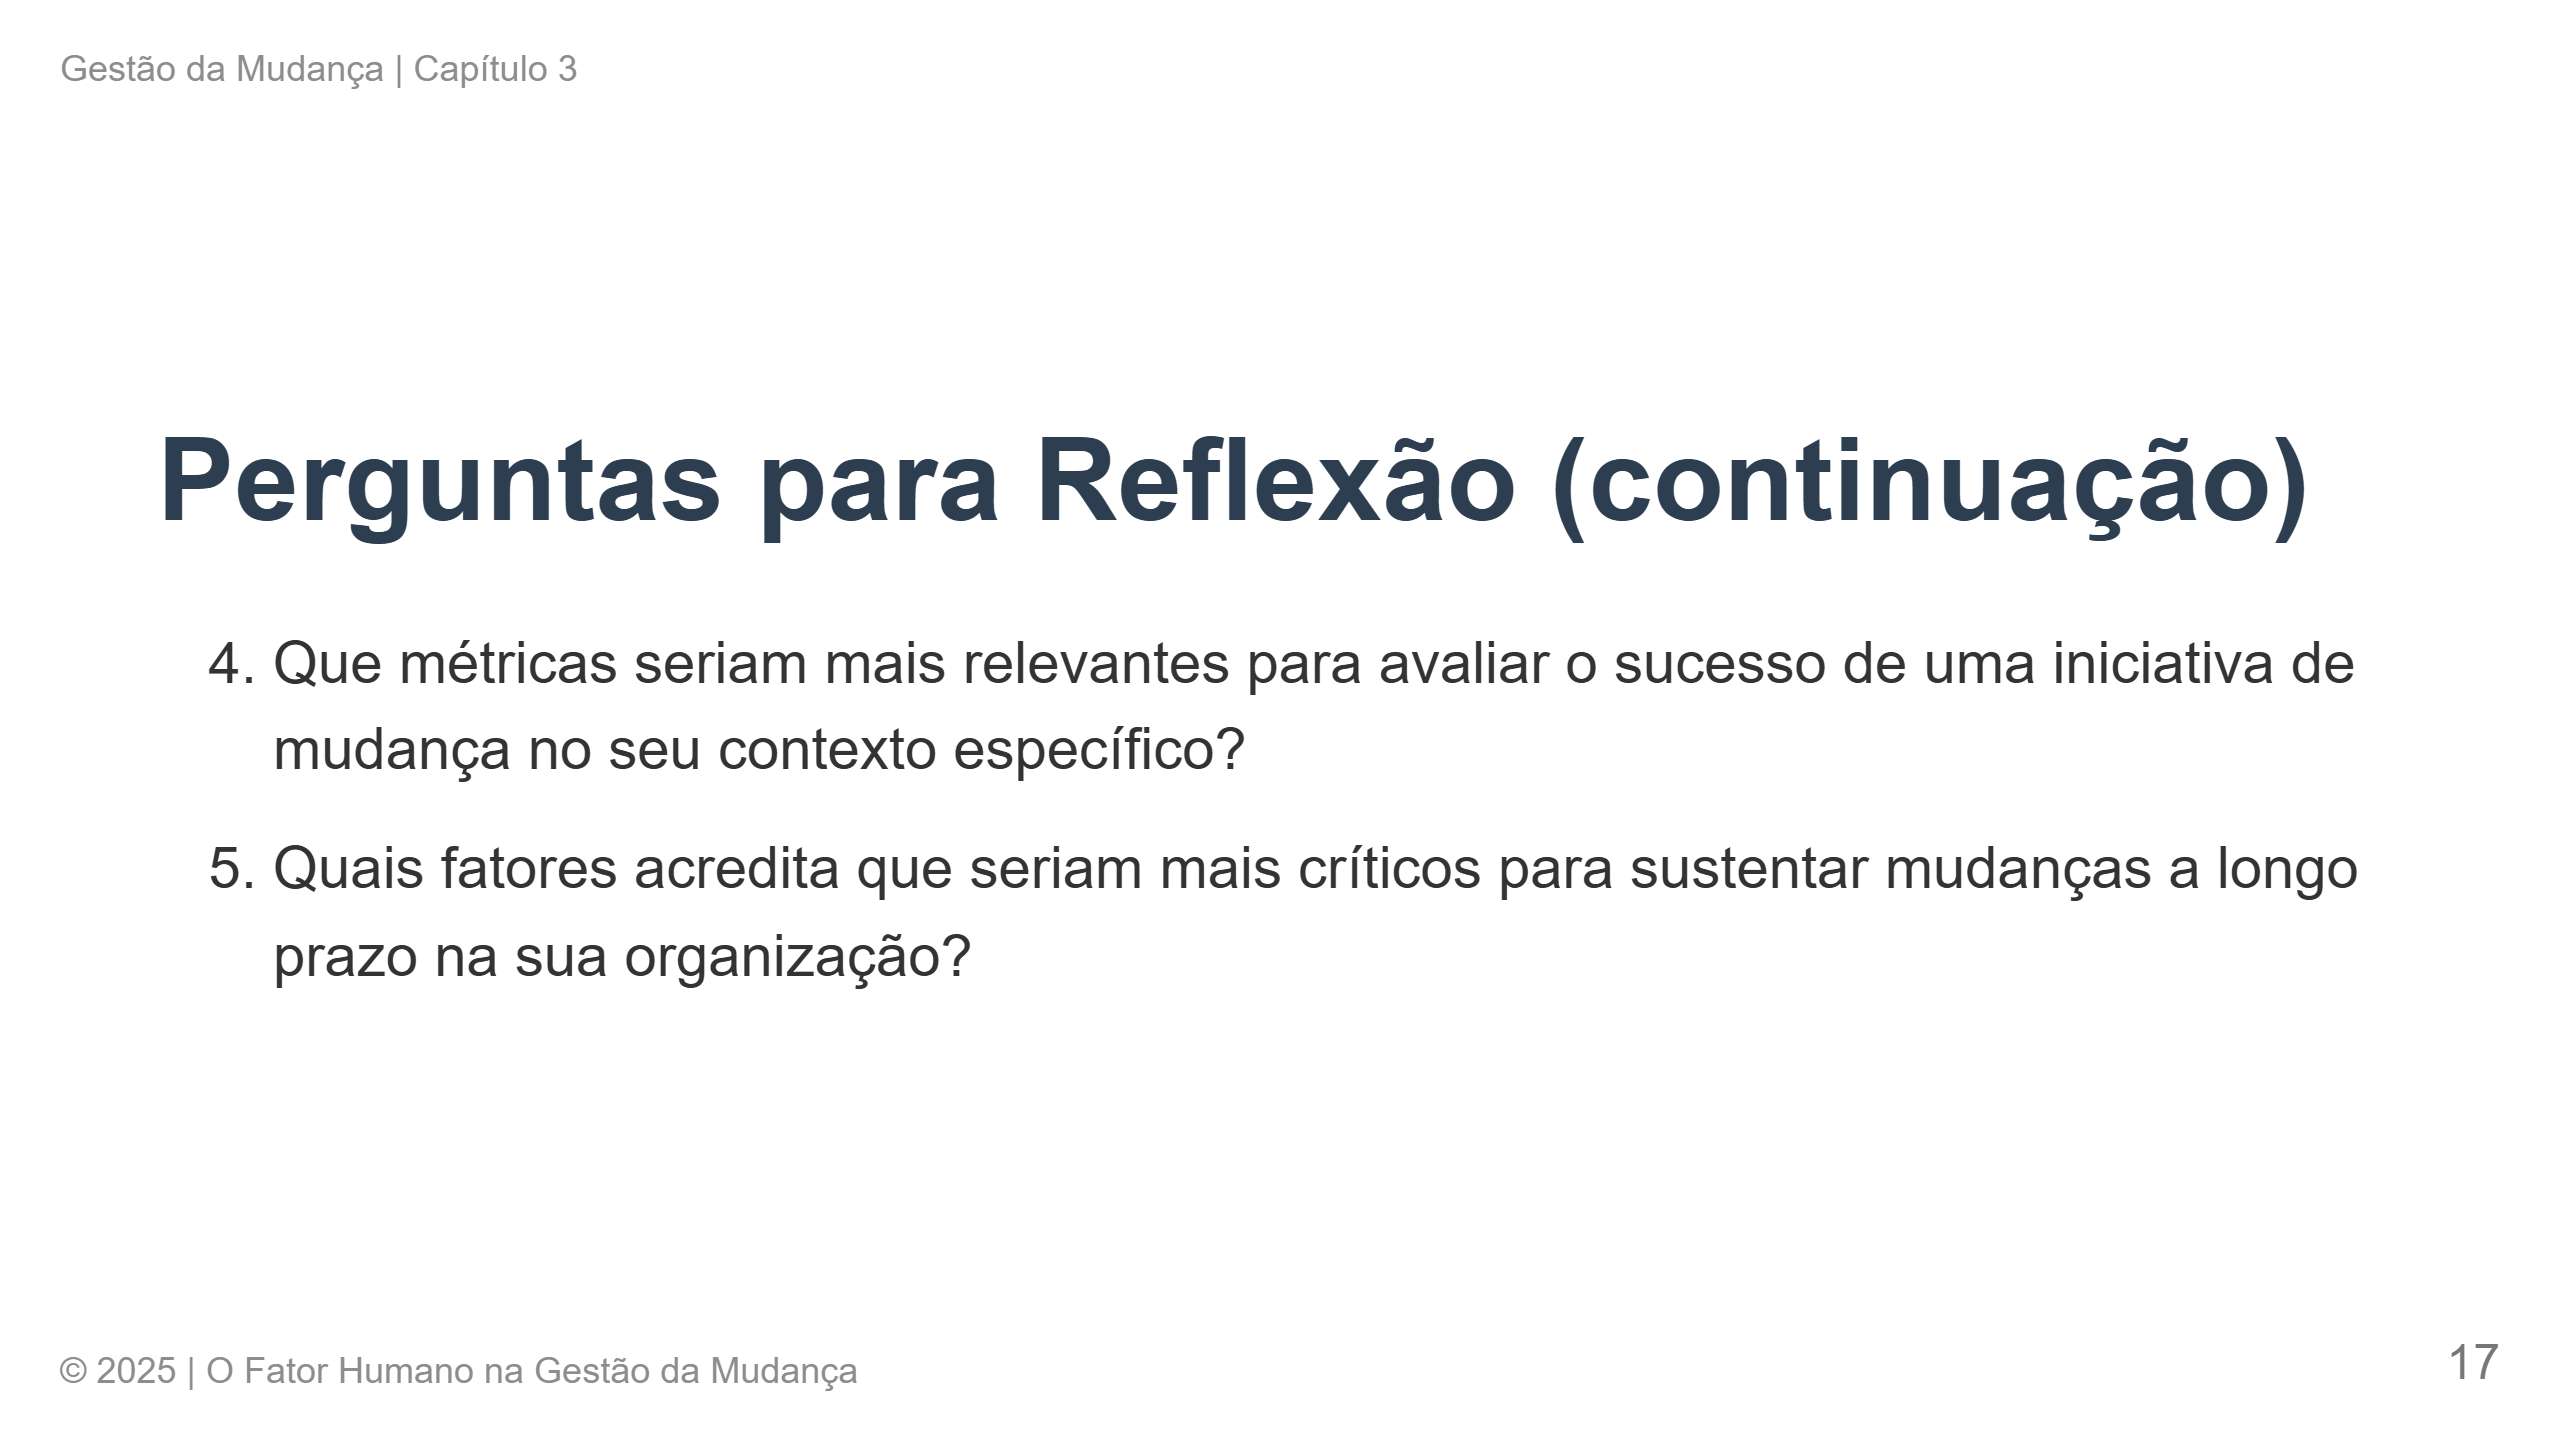 Gestão da Mudança | Capítulo 3
Perguntas para Reflexão (continuação)
4. Que métricas seriam mais relevantes para avaliar o sucesso de uma iniciativa de
mudança no seu contexto específico?
5. Quais fatores acredita que seriam mais críticos para sustentar mudanças a longo
prazo na sua organização?
© 2025 | O Fator Humano na Gestão da Mudança
17